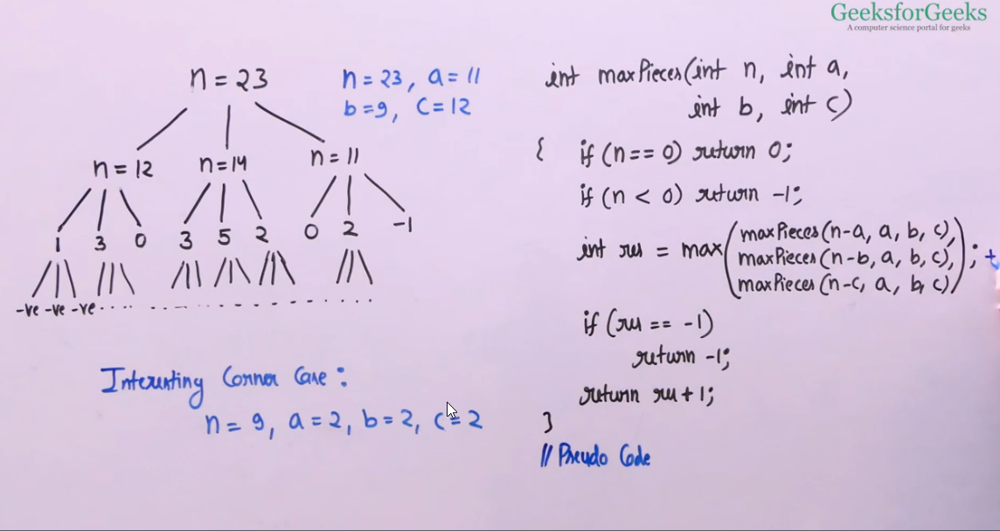 GeeksforGeeks
A computer science portal for geeks
n = 23
n = 23, a = 11
b = 9, c = 12
n = 12 n = 14 n = 11
1 3 0 3 5 2 0 2 -1
-ve -ve -ve
Interesting Corner Case :
n = 9, a = 2, b = 2, c = 2
int maxPieces(int n, int a,
int b, int c)
{ if (n == 0) return 0;
if (n < 0) return -1;
int res = max(maxPieces(n-a, a, b, c),
maxPieces(n-b, a, b, c),
maxPieces(n-c, a, b, c)); +
if (res == -1)
return -1;
return res + 1;
}
// Pseudo Code